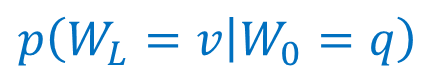 p(W_L = v|W_0 = q)